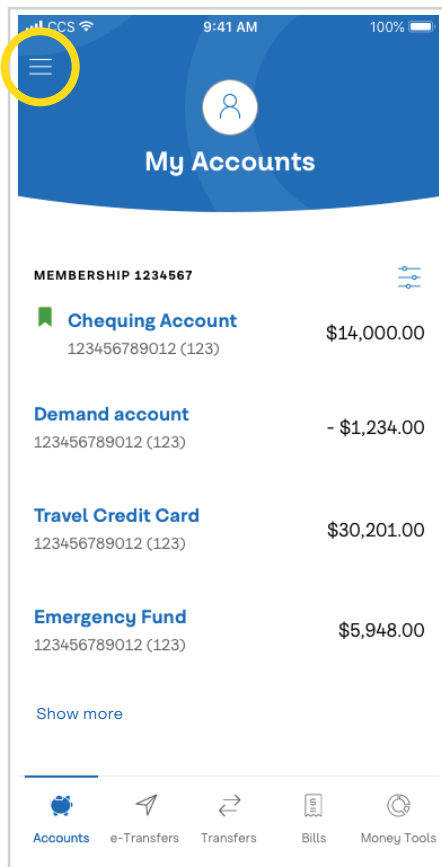 CCS 9:41 AM 100%
My Accounts
MEMBERSHIP 1234567
Chequing Account $14,000.00
123456789012 (123)
Demand account - $1,234.00
123456789012 (123)
Travel Credit Card $30,201.00
123456789012 (123)
Emergency Fund $5,948.00
123456789012 (123)
Show more
Accounts e-Transfers Transfers Bills Money Tools